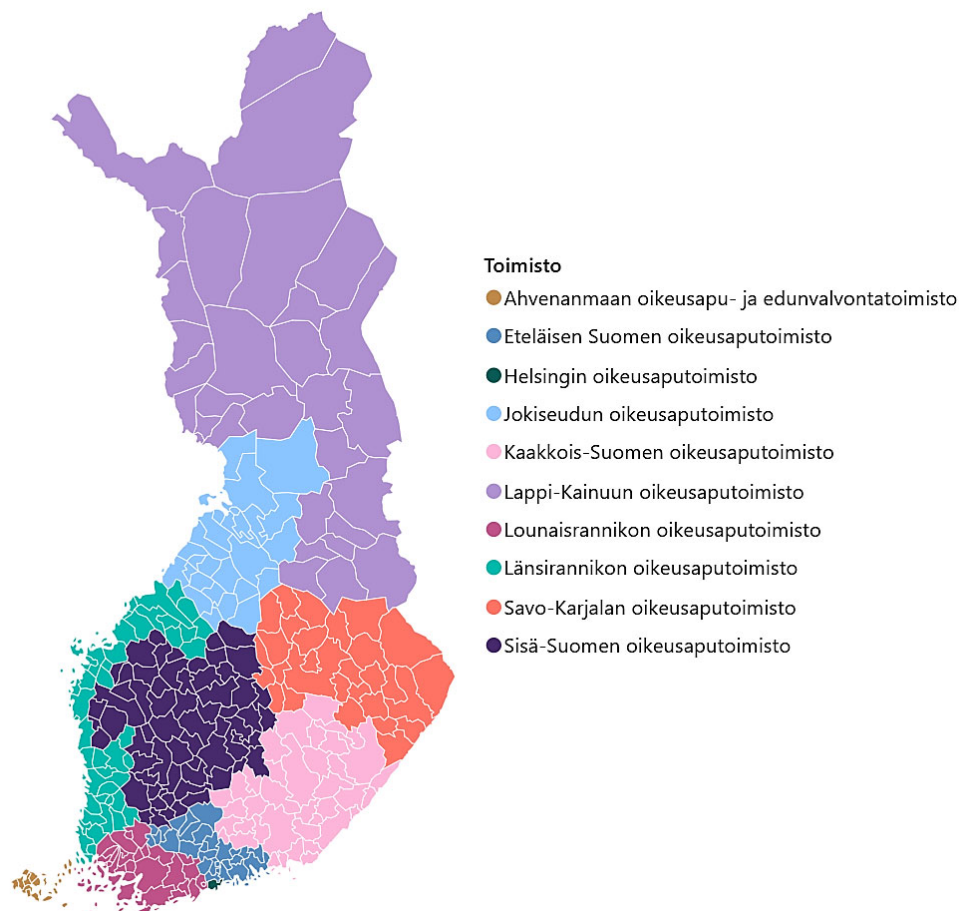 Toimisto
Ahvenanmaan oikeusapu- ja edunvalvontatoimisto
Eteläisen Suomen oikeusaputoimisto
Helsingin oikeusaputoimisto
Jokiseudun oikeusaputoimisto
Kaakkois-Suomen oikeusaputoimisto
Lappi-Kainuun oikeusaputoimisto
Lounaisrannikon oikeusaputoimisto
Länsirannikon oikeusaputoimisto
Savo-Karjalan oikeusaputoimisto
Sisä-Suomen oikeusaputoimisto